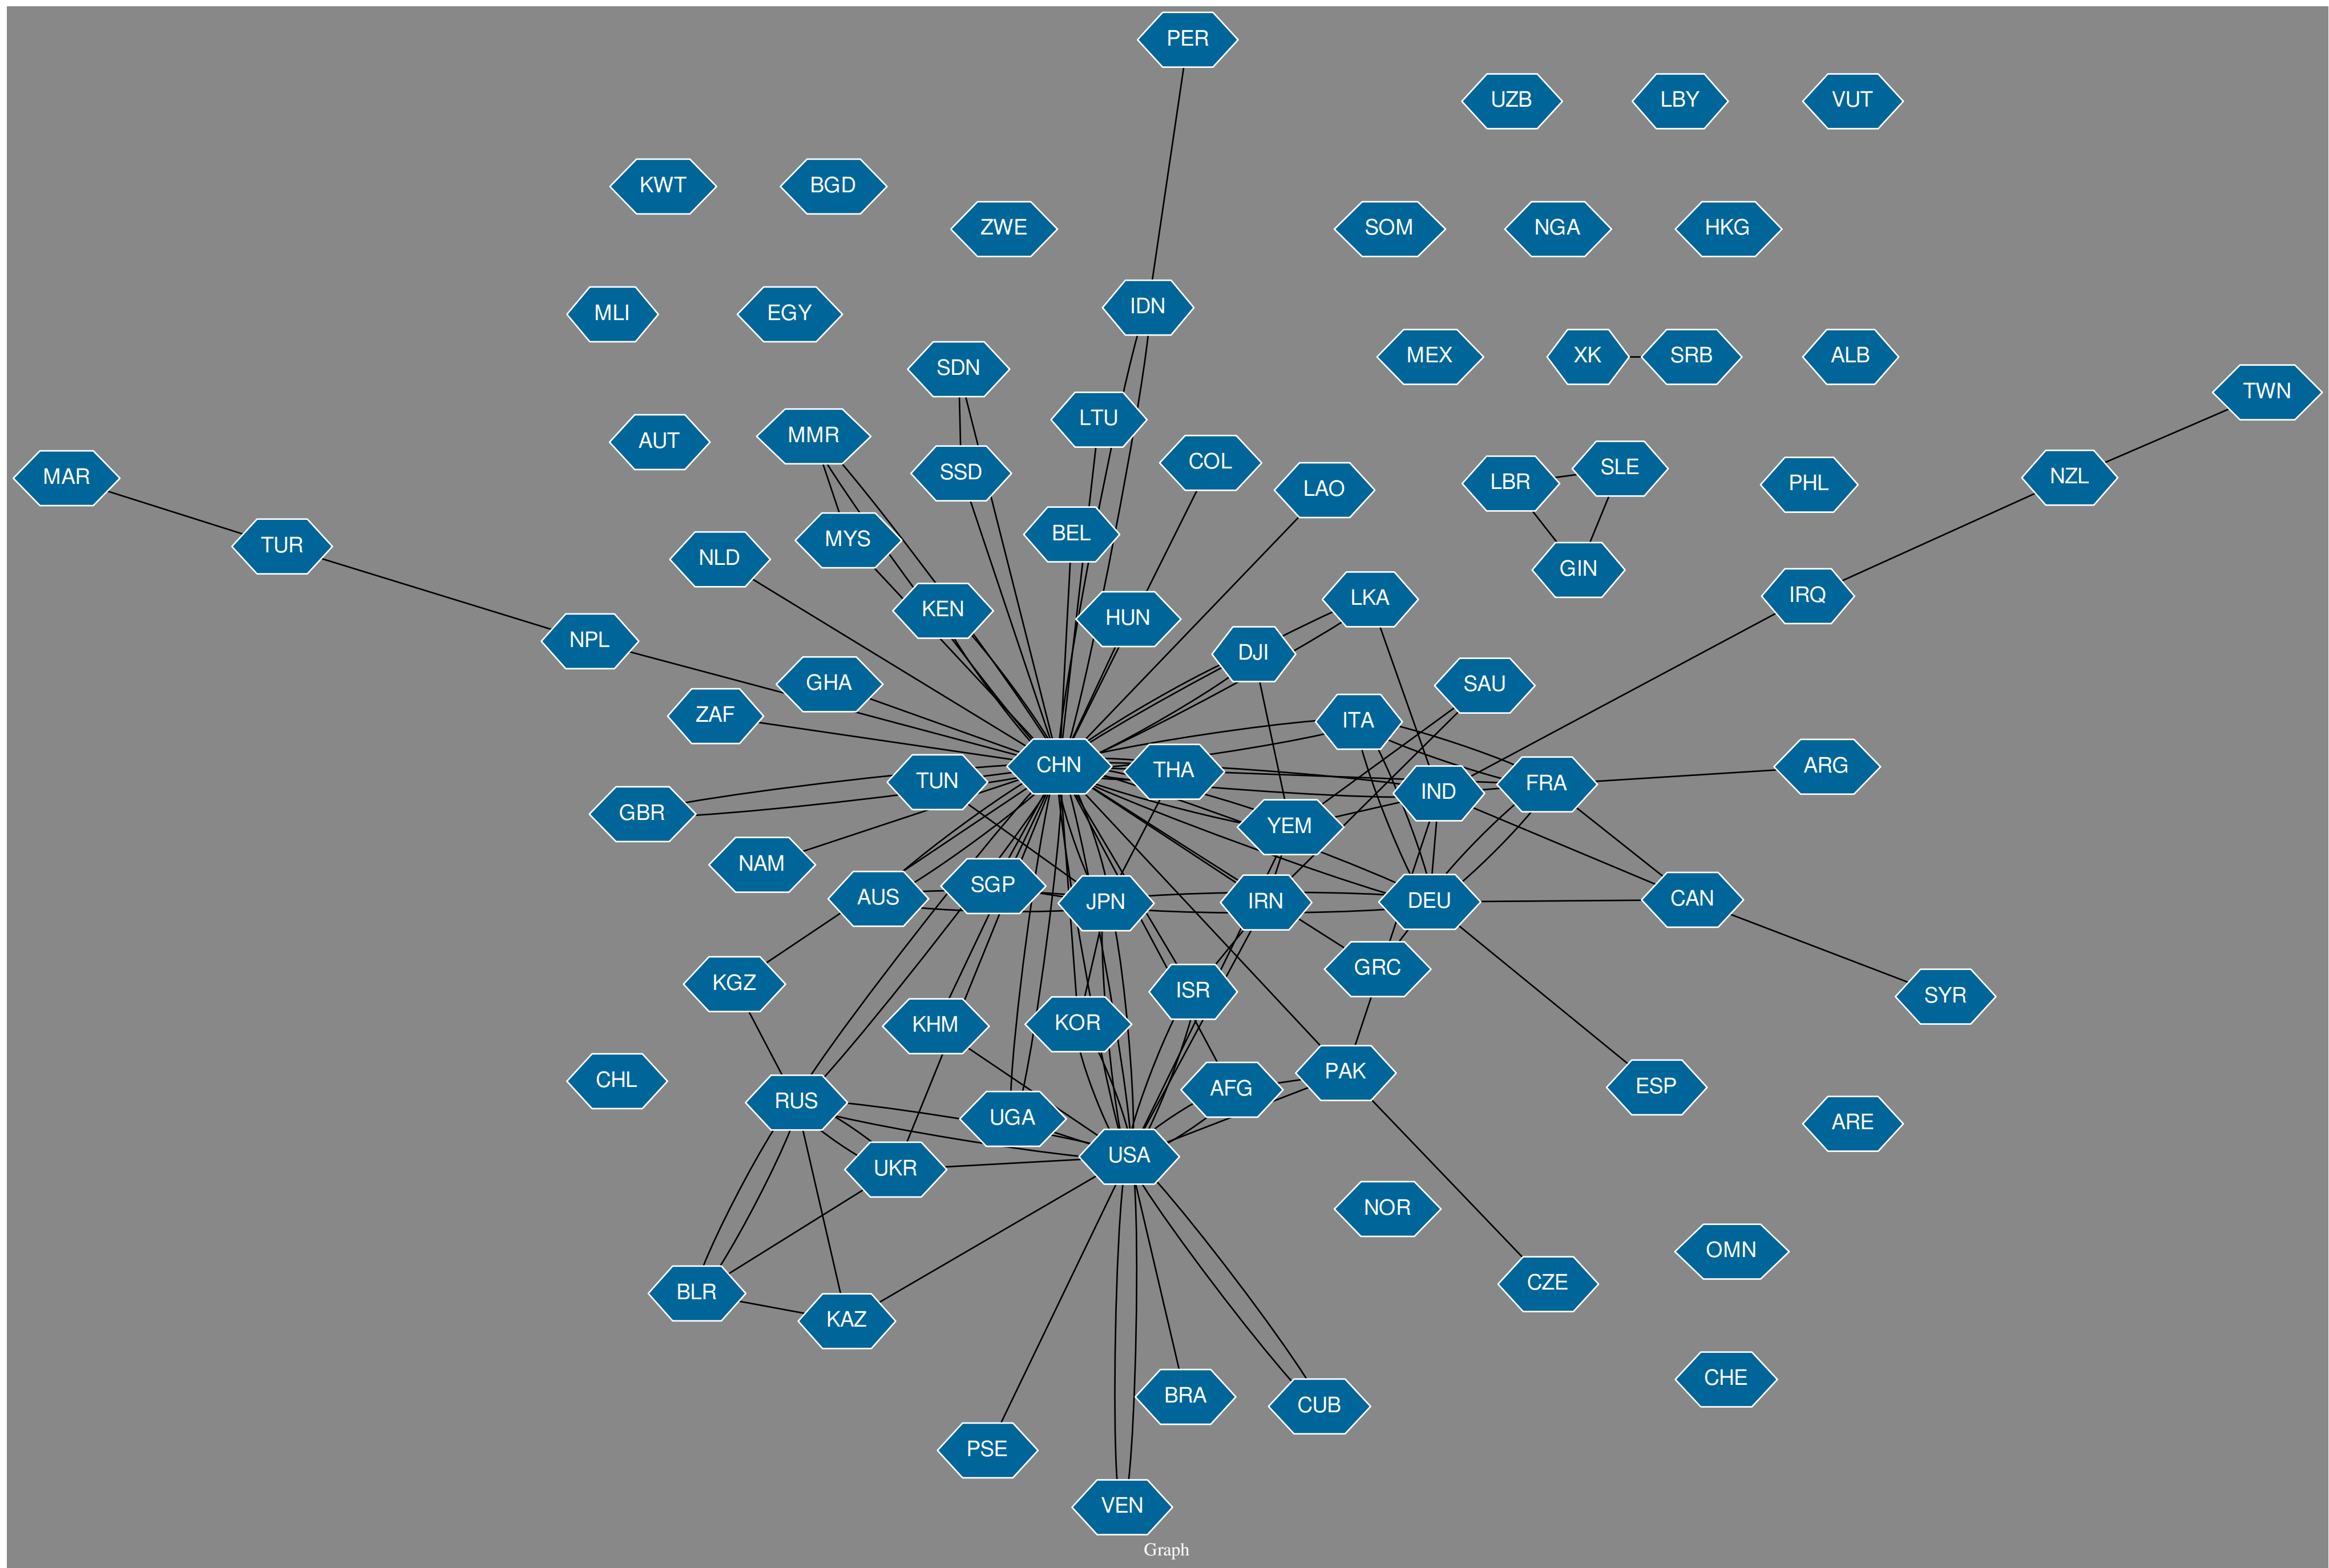 PER
UZB
LBY
VUT
KWT
BGD
ZWE
SOM
NGA
HKG
IDN
MLI
EGY
MEX
XK
SRB
ALB
SDN
TWN
LTU
MMR
AUT
COL
SLE
SSD
MAR
LBR
PHL
NZL
LAO
BEL
MYS
TUR
NLD
GIN
IRQ
LKA
KEN
HUN
NPL
DJI
GHA
SAU
ZAF
ITA
CHN
ARG
THA
TUN
FRA
IND
GBR
YEM
NAM
SGP
AUS
CAN
DEU
JPN
IRN
GRC
KGZ
ISR
SYR
KOR
KHM
PAK
CHL
ESP
AFG
RUS
UGA
ARE
USA
UKR
NOR
OMN
CZE
BLR
KAZ
CHE
BRA
CUB
PSE
VEN
Graph